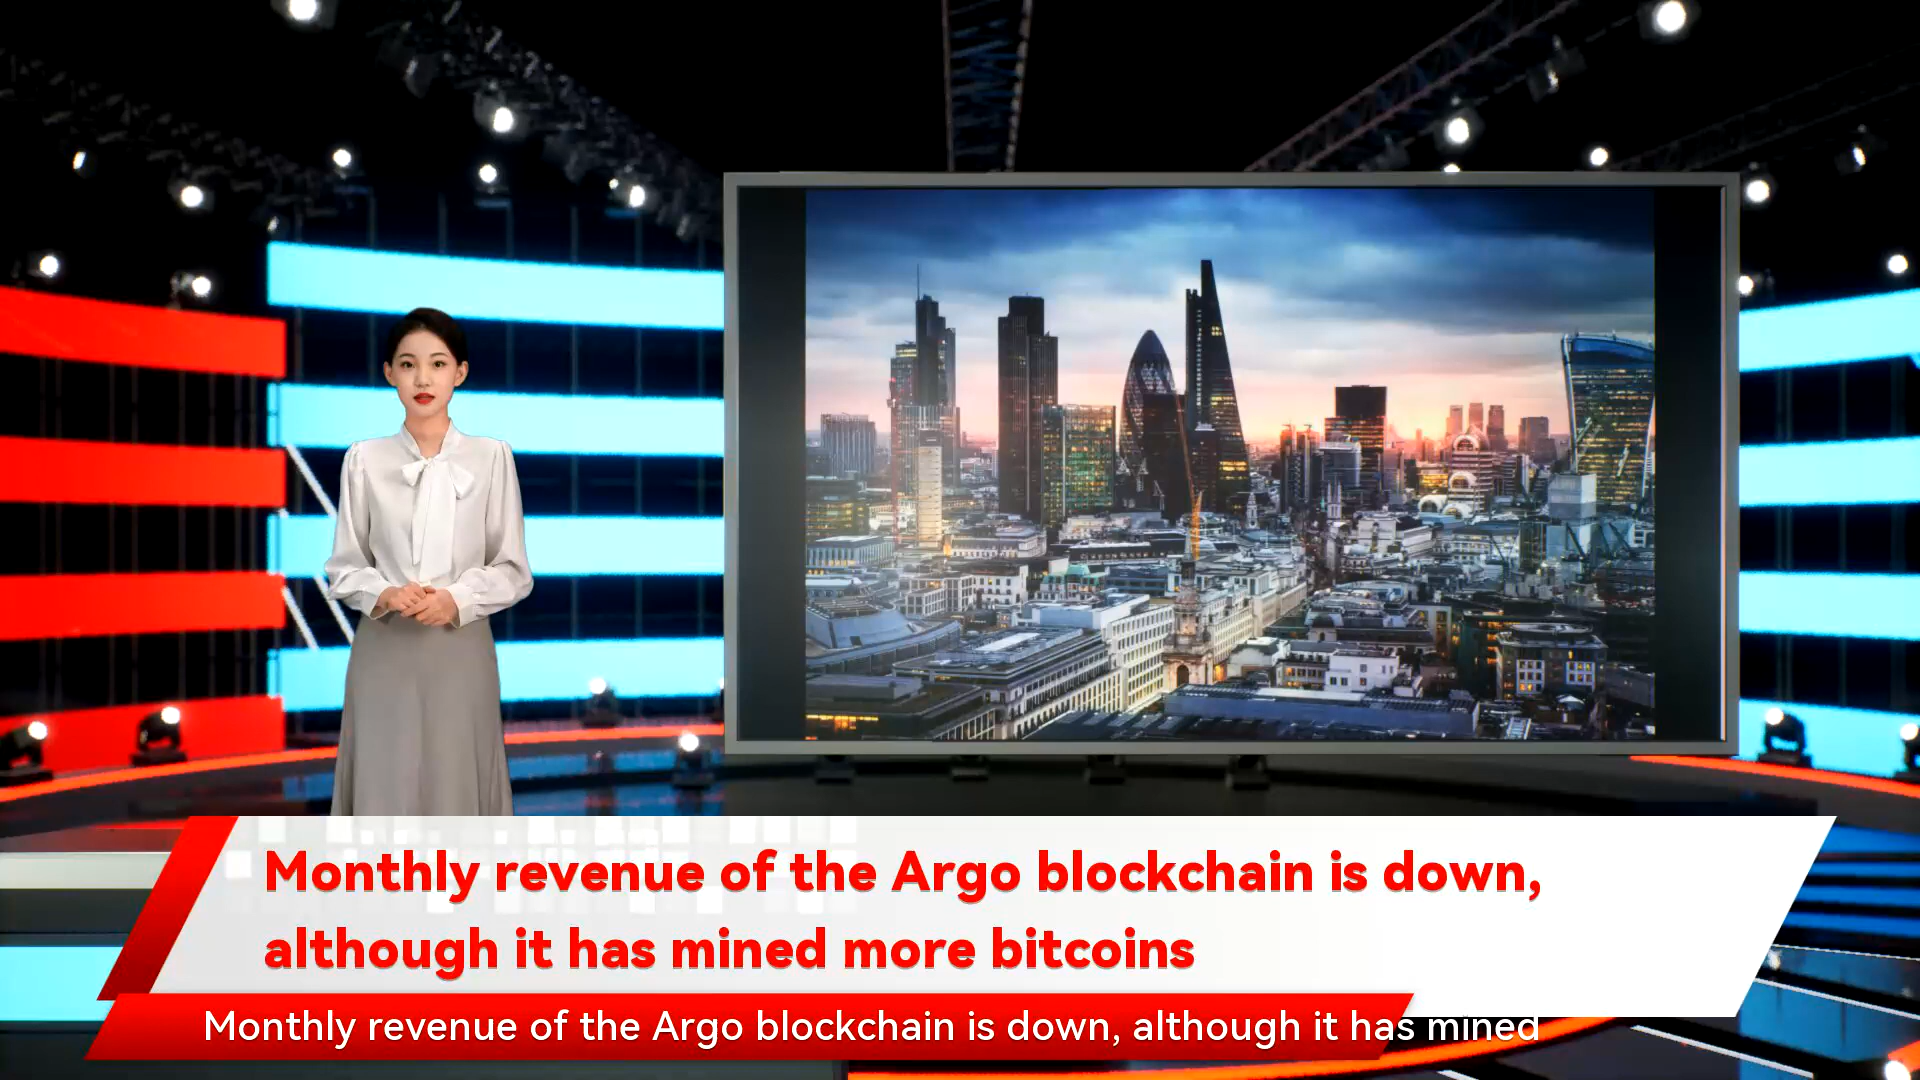 Monthly revenue of the Argo blockchain is down,
although it has mined more bitcoins
Monthly revenue of the Argo blockchain is down, although it has mined